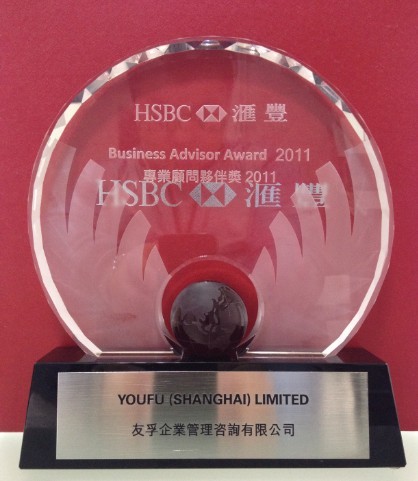 HSBC 滙豐
Business Advisor Award 2011
專業顧問夥伴獎 2011
HSBC 滙豐
YOUFU (SHANGHAI) LIMITED
友孚企業管理咨詢有限公司